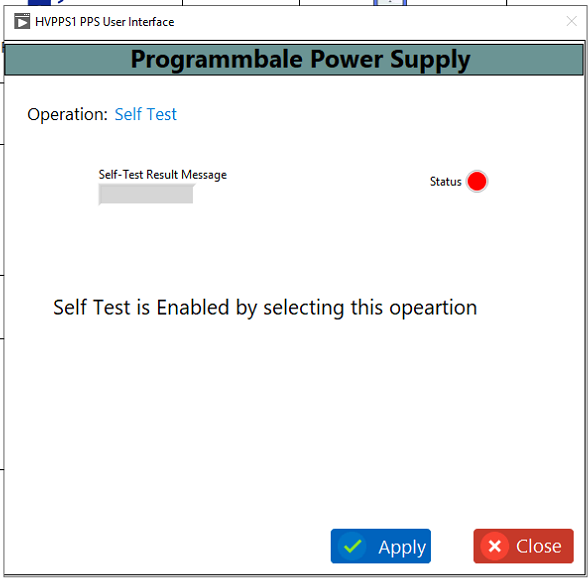 HVPPS1 PPS User Interface
Programmbale Power Supply
Operation: Self Test
Self-Test Result Message
Status
Self Test is Enabled by selecting this opeartion
Apply
Close